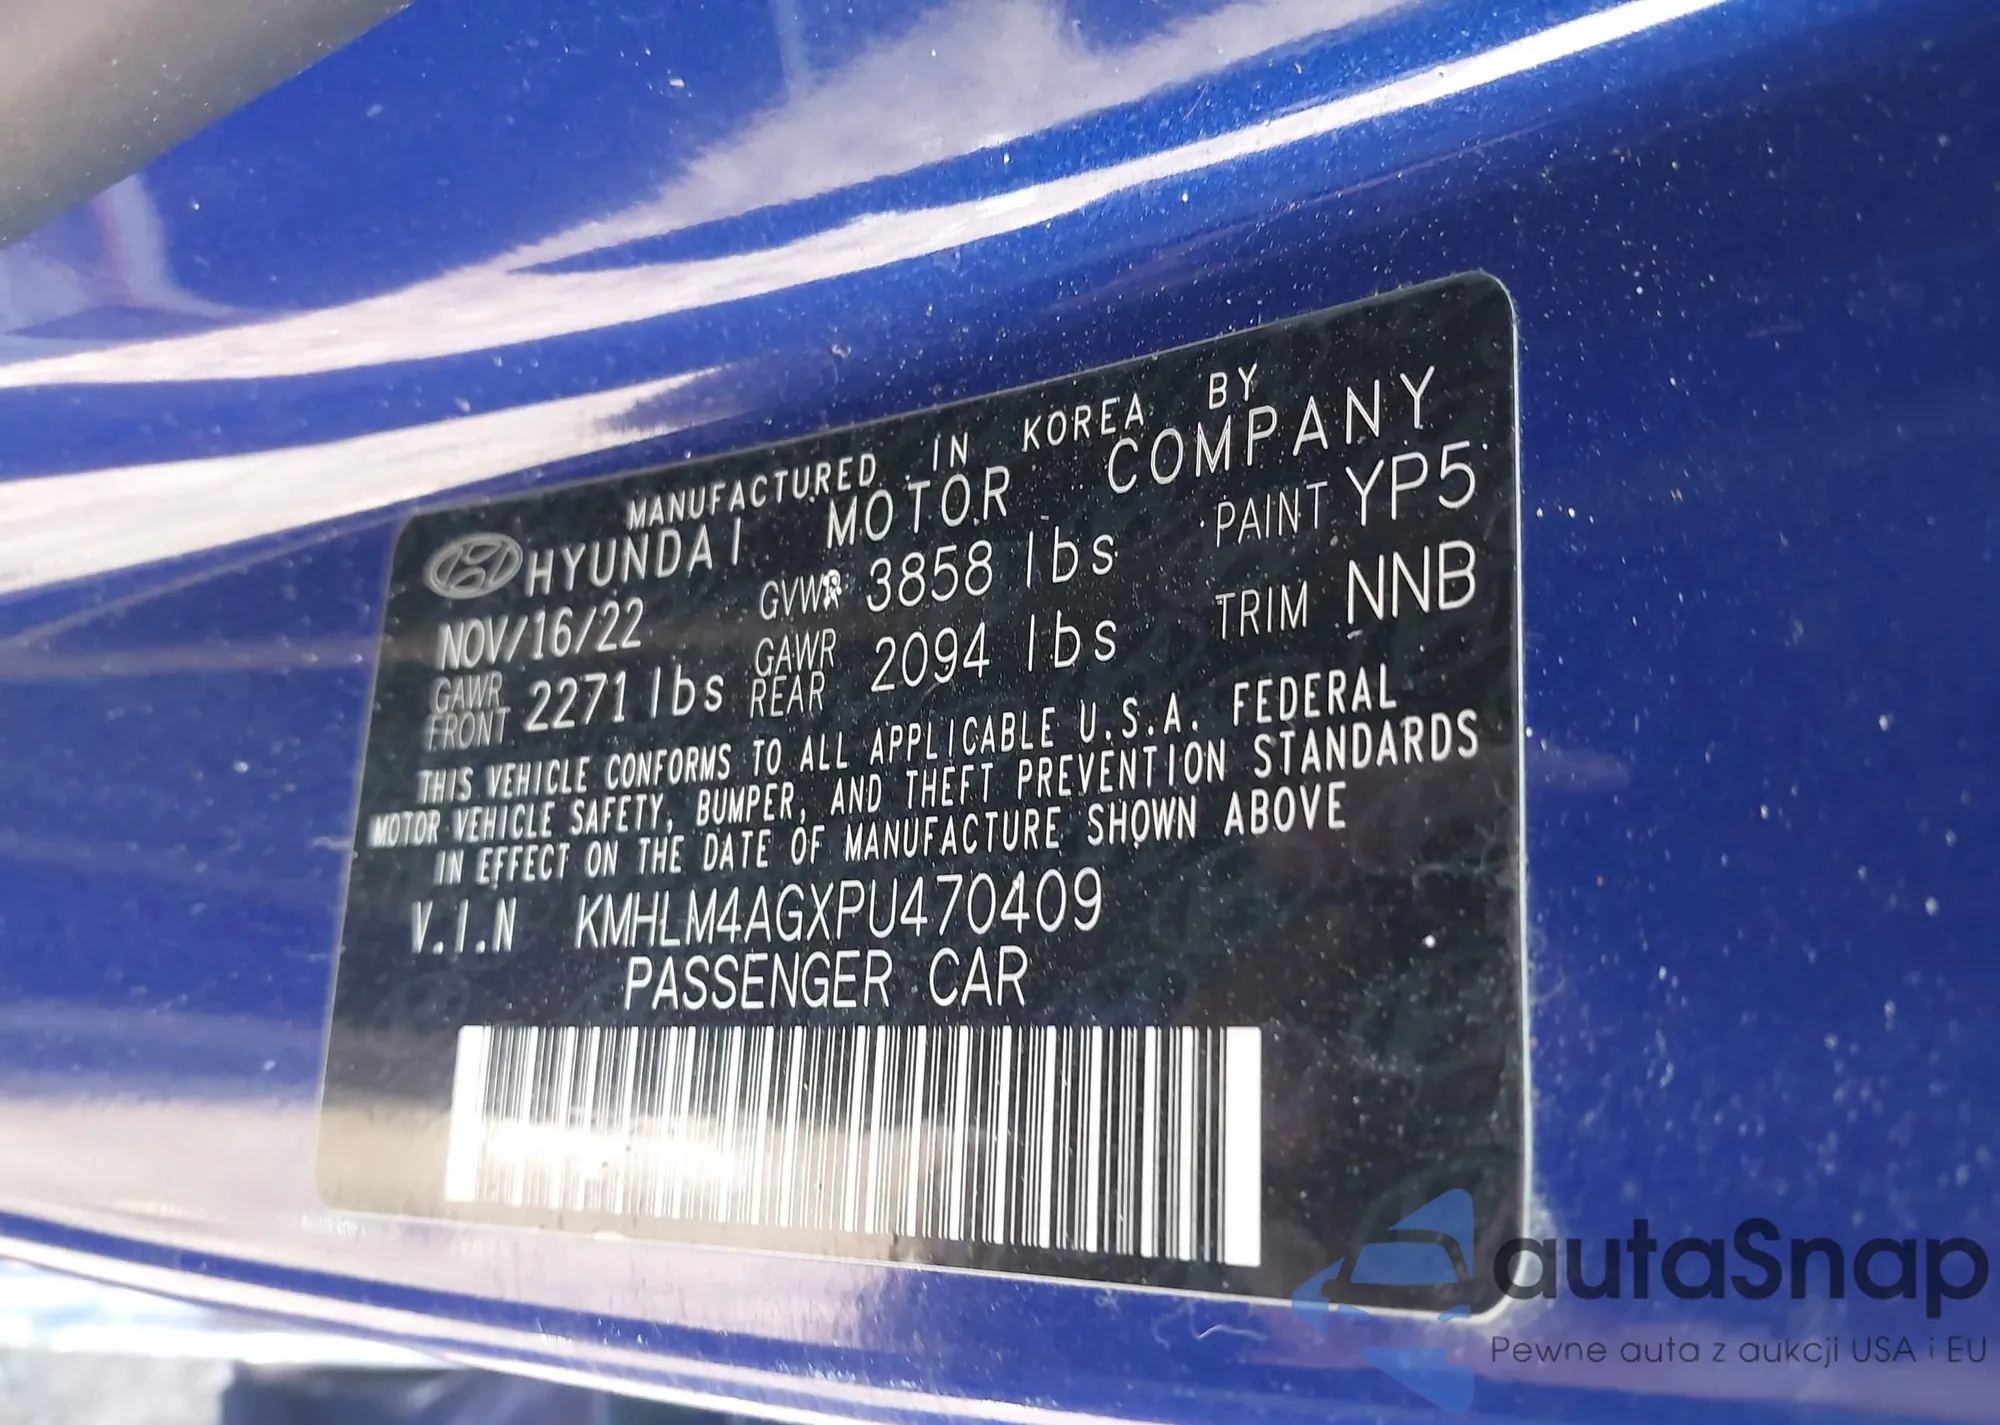 MANUFACTURED IN KOREA BY
HYUNDAI MOTOR COMPANY
NOV/16/22 GVWR 3858 lbs PAINT YP5
GAWR FRONT 2271 lbs GAWR REAR 2094 lbs TRIM NNB
THIS VEHICLE CONFORMS TO ALL APPLICABLE U.S.A. FEDERAL
MOTOR VEHICLE SAFETY, BUMPER, AND THEFT PREVENTION STANDARDS
IN EFFECT ON THE DATE OF MANUFACTURE SHOWN ABOVE
V.I.N KMHLM4AGXPU470409
PASSENGER CAR
autaSnap
Pewne auta z aukcji USA i EU